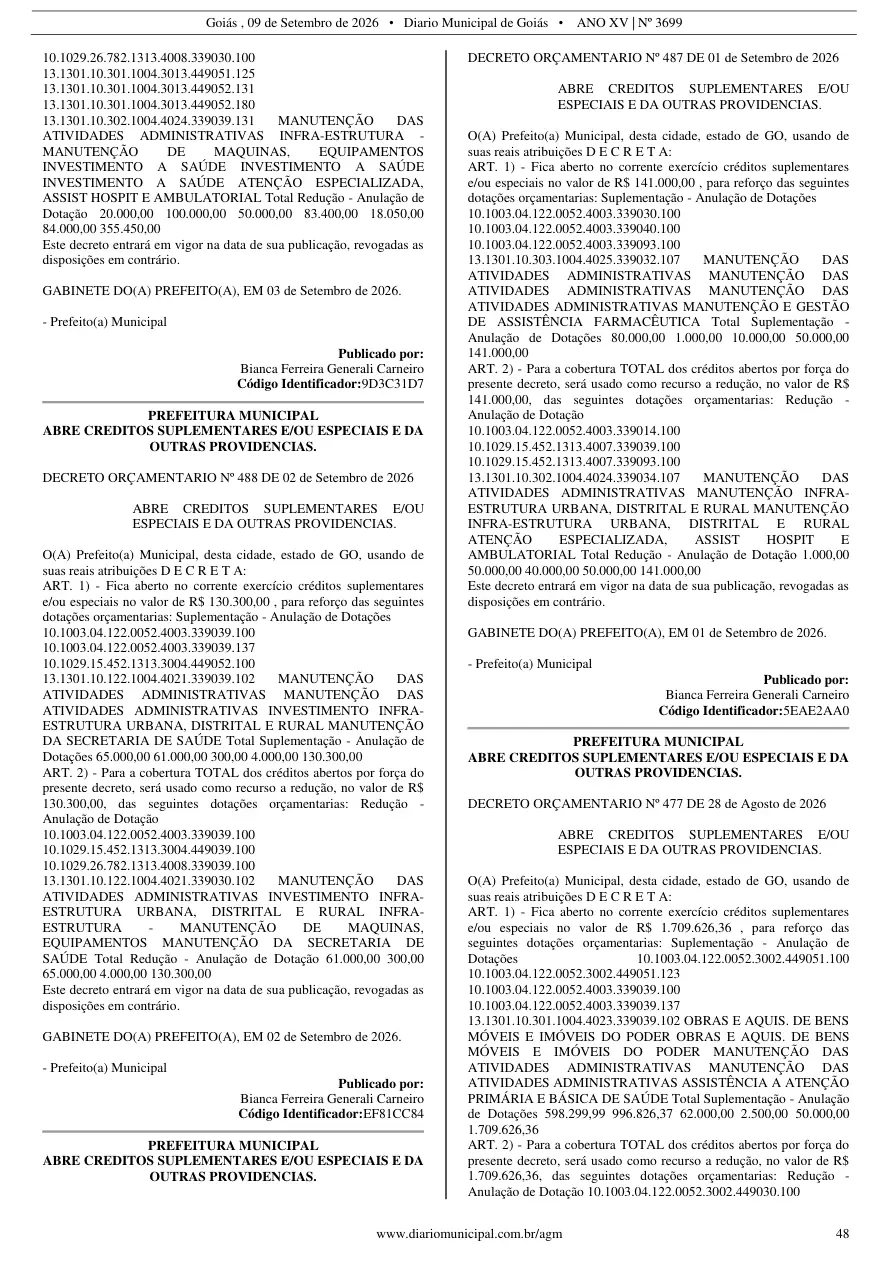 Goiás , 09 de Setembro de 2026 • Diario Municipal de Goiás • ANO XV | Nº 3699
10.1029.26.782.1313.4008.339030.100
13.1301.10.301.1004.3013.449051.125
13.1301.10.301.1004.3013.449052.131
13.1301.10.301.1004.3013.449052.180
13.1301.10.302.1004.4024.339039.131 MANUTENÇÃO DAS
ATIVIDADES ADMINISTRATIVAS INFRA-ESTRUTURA -
MANUTENÇÃO DE MAQUINAS, EQUIPAMENTOS
INVESTIMENTO A SAÚDE INVESTIMENTO A SAÚDE
INVESTIMENTO A SAÚDE ATENÇÃO ESPECIALIZADA,
ASSIST HOSPIT E AMBULATORIAL Total Redução - Anulação de
Dotação 20.000,00 100.000,00 50.000,00 83.400,00 18.050,00
84.000,00 355.450,00
Este decreto entrará em vigor na data de sua publicação, revogadas as
disposições em contrário.
GABINETE DO(A) PREFEITO(A), EM 03 de Setembro de 2026.
- Prefeito(a) Municipal
Publicado por:
Bianca Ferreira Generali Carneiro
Código Identificador:9D3C31D7
PREFEITURA MUNICIPAL
ABRE CREDITOS SUPLEMENTARES E/OU ESPECIAIS E DA
OUTRAS PROVIDENCIAS.
DECRETO ORÇAMENTARIO Nº 488 DE 02 de Setembro de 2026
ABRE CREDITOS SUPLEMENTARES E/OU
ESPECIAIS E DA OUTRAS PROVIDENCIAS.
O(A) Prefeito(a) Municipal, desta cidade, estado de GO, usando de
suas reais atribuições D E C R E T A:
ART. 1) - Fica aberto no corrente exercício créditos suplementares
e/ou especiais no valor de R$ 130.300,00 , para reforço das seguintes
dotações orçamentarias: Suplementação - Anulação de Dotações
10.1003.04.122.0052.4003.339039.100
10.1003.04.122.0052.4003.339039.137
10.1029.15.452.1313.3004.449052.100
13.1301.10.122.1004.4021.339039.102 MANUTENÇÃO DAS
ATIVIDADES ADMINISTRATIVAS MANUTENÇÃO DAS
ATIVIDADES ADMINISTRATIVAS INVESTIMENTO INFRA-
ESTRUTURA URBANA, DISTRITAL E RURAL MANUTENÇÃO
DA SECRETARIA DE SAÚDE Total Suplementação - Anulação de
Dotações 65.000,00 61.000,00 300,00 4.000,00 130.300,00
ART. 2) - Para a cobertura TOTAL dos créditos abertos por força do
presente decreto, será usado como recurso a redução, no valor de R$
130.300,00, das seguintes dotações orçamentarias: Redução -
Anulação de Dotação
10.1003.04.122.0052.4003.339039.100
10.1029.15.452.1313.3004.449039.100
10.1029.26.782.1313.4008.339039.100
13.1301.10.122.1004.4021.339030.102 MANUTENÇÃO DAS
ATIVIDADES ADMINISTRATIVAS INVESTIMENTO INFRA-
ESTRUTURA URBANA, DISTRITAL E RURAL INFRA-
ESTRUTURA - MANUTENÇÃO DE MAQUINAS,
EQUIPAMENTOS MANUTENÇÃO DA SECRETARIA DE
SAÚDE Total Redução - Anulação de Dotação 61.000,00 300,00
65.000,00 4.000,00 130.300,00
Este decreto entrará em vigor na data de sua publicação, revogadas as
disposições em contrário.
GABINETE DO(A) PREFEITO(A), EM 02 de Setembro de 2026.
- Prefeito(a) Municipal
Publicado por:
Bianca Ferreira Generali Carneiro
Código Identificador:EF81CC84
PREFEITURA MUNICIPAL
ABRE CREDITOS SUPLEMENTARES E/OU ESPECIAIS E DA
OUTRAS PROVIDENCIAS.
DECRETO ORÇAMENTARIO Nº 487 DE 01 de Setembro de 2026
ABRE CREDITOS SUPLEMENTARES E/OU
ESPECIAIS E DA OUTRAS PROVIDENCIAS.
O(A) Prefeito(a) Municipal, desta cidade, estado de GO, usando de
suas reais atribuições D E C R E T A:
ART. 1) - Fica aberto no corrente exercício créditos suplementares
e/ou especiais no valor de R$ 141.000,00 , para reforço das seguintes
dotações orçamentarias: Suplementação - Anulação de Dotações
10.1003.04.122.0052.4003.339030.100
10.1003.04.122.0052.4003.339040.100
10.1003.04.122.0052.4003.339093.100
13.1301.10.303.1004.4025.339032.107 MANUTENÇÃO DAS
ATIVIDADES ADMINISTRATIVAS MANUTENÇÃO DAS
ATIVIDADES ADMINISTRATIVAS MANUTENÇÃO DAS
ATIVIDADES ADMINISTRATIVAS MANUTENÇÃO E GESTÃO
DE ASSISTÊNCIA FARMACÊUTICA Total Suplementação -
Anulação de Dotações 80.000,00 1.000,00 10.000,00 50.000,00
141.000,00
ART. 2) - Para a cobertura TOTAL dos créditos abertos por força do
presente decreto, será usado como recurso a redução, no valor de R$
141.000,00, das seguintes dotações orçamentarias: Redução -
Anulação de Dotação
10.1003.04.122.0052.4003.339014.100
10.1029.15.452.1313.4007.339039.100
10.1029.15.452.1313.4007.339093.100
13.1301.10.302.1004.4024.339034.107 MANUTENÇÃO DAS
ATIVIDADES ADMINISTRATIVAS MANUTENÇÃO INFRA-
ESTRUTURA URBANA, DISTRITAL E RURAL MANUTENÇÃO
INFRA-ESTRUTURA URBANA, DISTRITAL E RURAL
ATENÇÃO ESPECIALIZADA, ASSIST HOSPIT E
AMBULATORIAL Total Redução - Anulação de Dotação 1.000,00
50.000,00 40.000,00 50.000,00 141.000,00
Este decreto entrará em vigor na data de sua publicação, revogadas as
disposições em contrário.
GABINETE DO(A) PREFEITO(A), EM 01 de Setembro de 2026.
- Prefeito(a) Municipal
Publicado por:
Bianca Ferreira Generali Carneiro
Código Identificador:5EAE2AA0
PREFEITURA MUNICIPAL
ABRE CREDITOS SUPLEMENTARES E/OU ESPECIAIS E DA
OUTRAS PROVIDENCIAS.
DECRETO ORÇAMENTARIO Nº 477 DE 28 de Agosto de 2026
ABRE CREDITOS SUPLEMENTARES E/OU
ESPECIAIS E DA OUTRAS PROVIDENCIAS.
O(A) Prefeito(a) Municipal, desta cidade, estado de GO, usando de
suas reais atribuições D E C R E T A:
ART. 1) - Fica aberto no corrente exercício créditos suplementares
e/ou especiais no valor de R$ 1.709.626,36 , para reforço das
seguintes dotações orçamentarias: Suplementação - Anulação de
Dotações 10.1003.04.122.0052.3002.449051.100
10.1003.04.122.0052.3002.449051.123
10.1003.04.122.0052.4003.339039.100
10.1003.04.122.0052.4003.339039.137
13.1301.10.301.1004.4023.339039.102 OBRAS E AQUIS. DE BENS
MÓVEIS E IMÓVEIS DO PODER OBRAS E AQUIS. DE BENS
MÓVEIS E IMÓVEIS DO PODER MANUTENÇÃO DAS
ATIVIDADES ADMINISTRATIVAS MANUTENÇÃO DAS
ATIVIDADES ADMINISTRATIVAS ASSISTÊNCIA A ATENÇÃO
PRIMÁRIA E BÁSICA DE SAÚDE Total Suplementação - Anulação
de Dotações 598.299,99 996.826,37 62.000,00 2.500,00 50.000,00
1.709.626,36
ART. 2) - Para a cobertura TOTAL dos créditos abertos por força do
presente decreto, será usado como recurso a redução, no valor de R$
1.709.626,36, das seguintes dotações orçamentarias: Redução -
Anulação de Dotação 10.1003.04.122.0052.3002.449030.100
www.diariomunicipal.com.br/agm 48